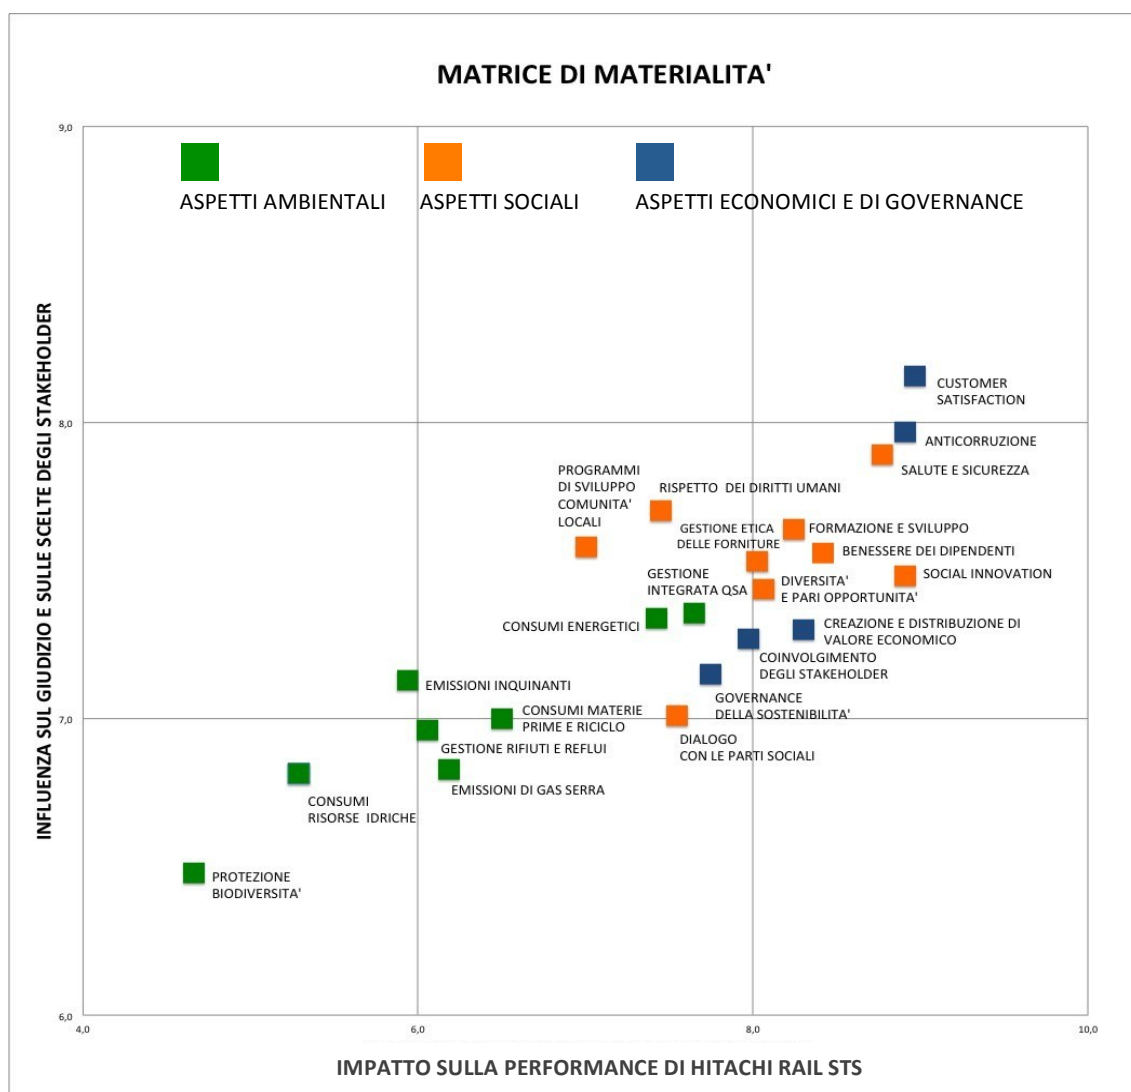 MATRICE DI MATERIALITA'
9,0
ASPETTI AMBIENTALI
ASPETTI SOCIALI
ASPETTI ECONOMICI E DI GOVERNANCE
INFLUENZA SUL GIUDIZIO E SULLE SCELTE DEGLI STAKEHOLDER
CUSTOMER
SATISFACTION
8,0
ANTICORRUZIONE
SALUTE E SICUREZZA
PROGRAMMI
DI SVILUPPO
COMUNITA'
LOCALI
RISPETTO DEI DIRITTI UMANI
GESTIONE ETICA
DELLE FORNITURE
FORMAZIONE E SVILUPPO
BENESSERE DEI DIPENDENTI
SOCIAL INNOVATION
GESTIONE
INTEGRATA QSA
DIVERSITA'
E PARI OPPORTUNITA'
CONSUMI ENERGETICI
CREAZIONE E DISTRIBUZIONE DI
VALORE ECONOMICO
COINVOLGIMENTO
DEGLI STAKEHOLDER
EMISSIONI INQUINANTI
GOVERNANCE
DELLA SOSTENIBILITA'
CONSUMI MATERIE
PRIME E RICICLO
7,0
DIALOGO
CON LE PARTI SOCIALI
GESTIONE RIFIUTI E REFLUI
EMISSIONI DI GAS SERRA
CONSUMI
RISORSE IDRICHE
PROTEZIONE
BIODIVERSITA'
6,0
4,0
6,0
8,0
10,0
IMPATTO SULLA PERFORMANCE DI HITACHI RAIL STS